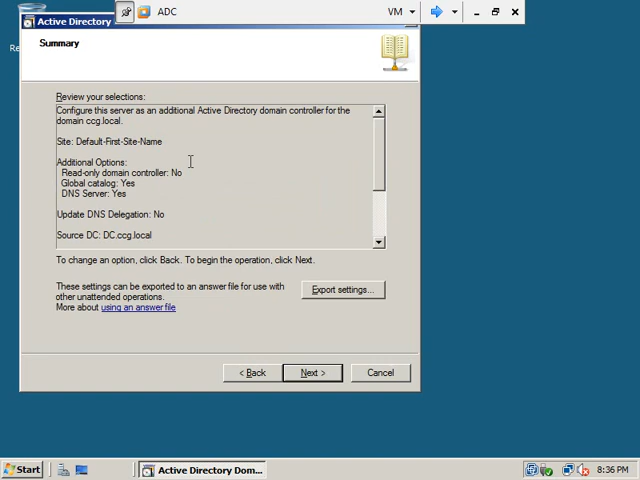 ADC
VM
Re
Active Directory
Summary
Review your selections:
Configure this server as an additional Active Directory domain controller for the
domain ccg.local.
Site: Default-First-Site-Name
Additional Options:
Read-only domain controller: No
Global catalog: Yes
DNS Server: Yes
Update DNS Delegation: No
Source DC: DC.ccg.local
To change an option, click Back. To begin the operation, click Next.
These settings can be exported to an answer file for use with
other unattended operations.
More about using an answer file
Export settings...
< Back
Next >
Cancel
Start
Active Directory Dom...
8:36 PM